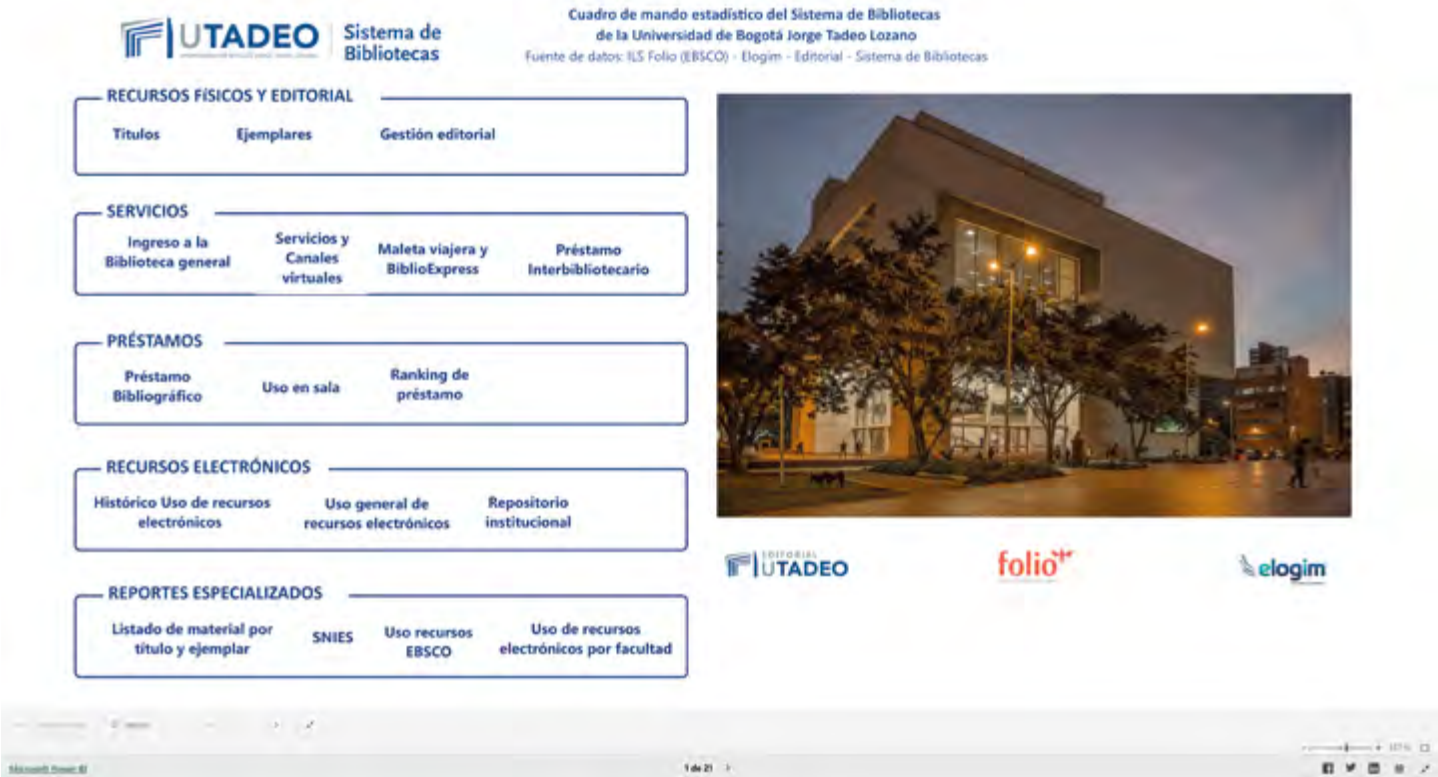 UTADEO
Sistema de
Bibliotecas
Cuadro de mando estadístico del Sistema de Bibliotecas
de la Universidad de Bogotá Jorge Tadeo Lozano
Fuente de datos: ILS Folio (EBSCO) - Elogim - Editorial - Sistema de Bibliotecas
RECURSOS FíSICOS Y EDITORIAL
Títulos
Ejemplares
Gestión editorial
SERVICIOS
Ingreso a la
Biblioteca general
Servicios y
Canales
virtuales
Maleta viajera y
BiblioExpress
Préstamo
Interbibliotecario
PRÉSTAMOS
Préstamo
Bibliográfico
Uso en sala
Ranking de
préstamo
RECURSOS ELECTRÓNICOS
Histórico Uso de recursos
electrónicos
Uso general de
recursos electrónicos
Repositorio
institucional
EDITORIAL
UTADEO
folio
elogim
REPORTES ESPECIALIZADOS
Listado de material por
título y ejemplar
SNIES
Uso recursos
EBSCO
Uso de recursos
electrónicos por facultad
Microsoft Power BI
1 de 21